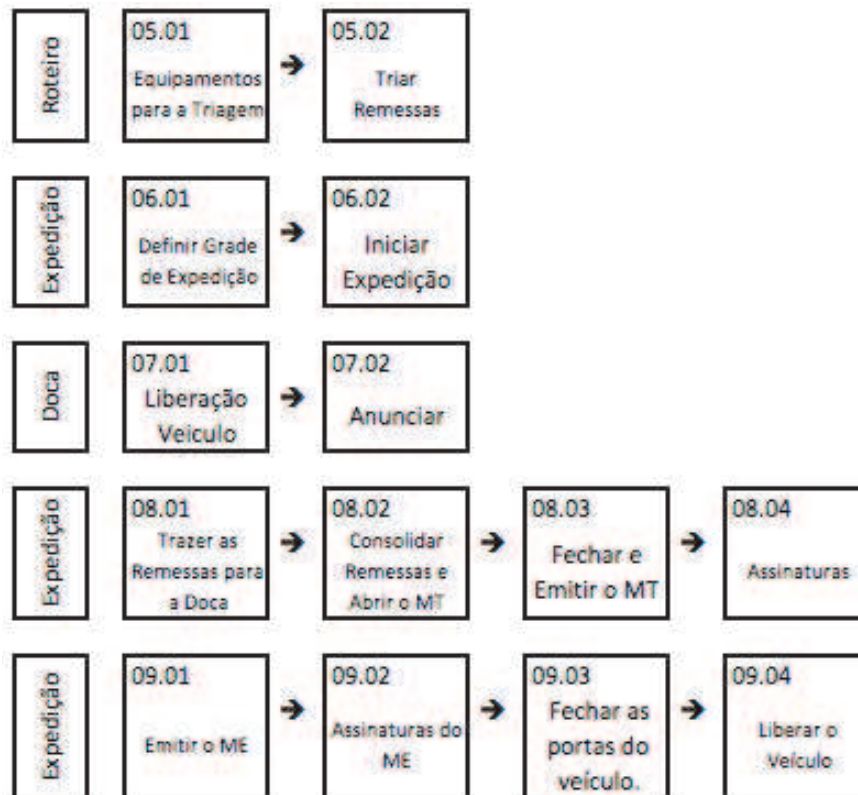 Roteiro
05.01
Equipamentos
para a Triagem
05.02
Triar
Remessas
Expedição
06.01
Definir Grade
de Expedição
06.02
Iniciar
Expedição
Doca
07.01
Liberação
Veiculo
07.02
Anunciar
Expedição
08.01
Trazer as
Remessas para
a Doca
08.02
Consolidar
Remessas e
Abrir o MT
08.03
Fechar e
Emitir o MT
08.04
Assinaturas
Expedição
09.01
Emitir o ME
09.02
Assinaturas do
ME
09.03
Fechar as
portas do
veículo.
09.04
Liberar o
Veículo